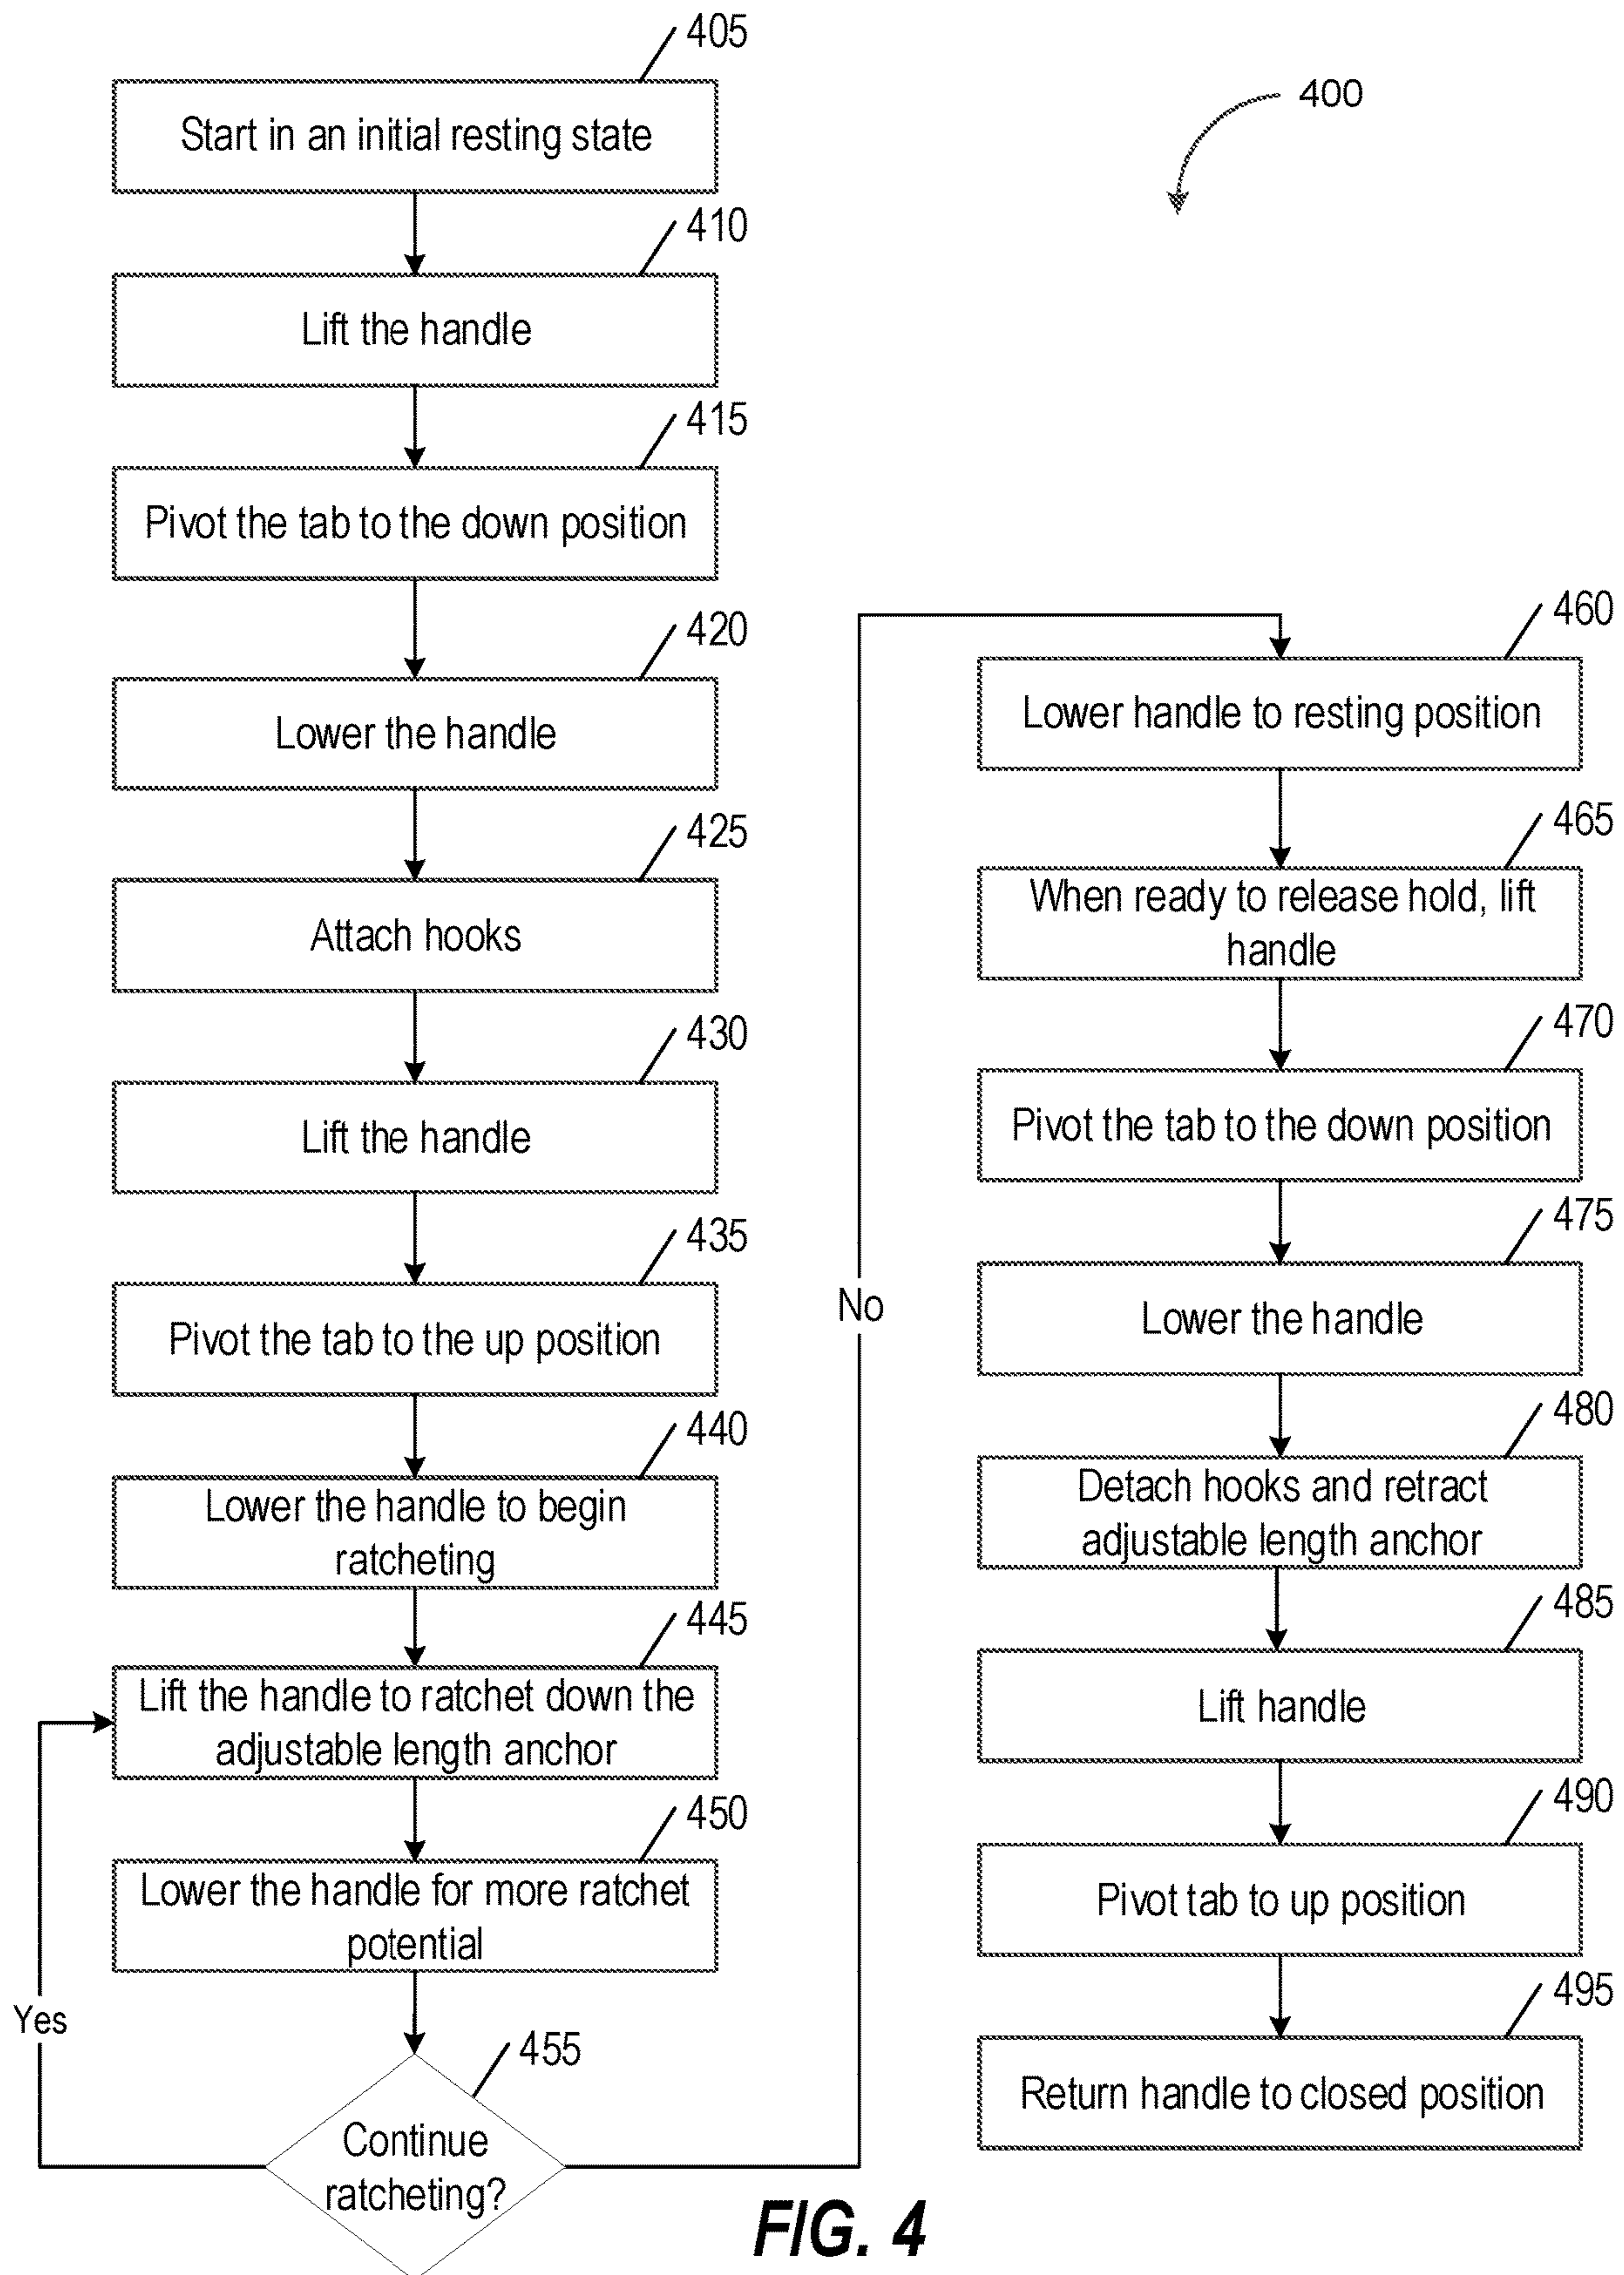 405
Start in an initial resting state
400
410
Lift the handle
415
Pivot the tab to the down position
420
Lower the handle
425
Attach hooks
430
Lift the handle
435
Pivot the tab to the up position
440
Lower the handle to begin
ratcheting
445
Lift the handle to ratchet down the
adjustable length anchor
450
Lower the handle for more ratchet
potential
Yes
455
Continue
ratcheting?
No
460
Lower handle to resting position
465
When ready to release hold, lift
handle
470
Pivot the tab to the down position
475
Lower the handle
480
Detach hooks and retract
adjustable length anchor
485
Lift handle
490
Pivot tab to up position
495
Return handle to closed position
FIG. 4